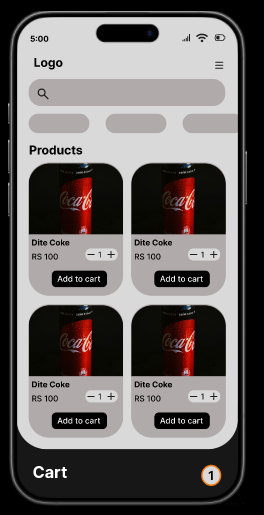 5:00
Logo
Products
Coca-Cola
Coca-Cola
Dite Coke
Dite Coke
RS 100
1
RS 100
1
Add to cart
Add to cart
Coca-Cola
Coca-Cola
Dite Coke
Dite Coke
RS 100
1
RS 100
1
Add to cart
Add to cart
Cart
1